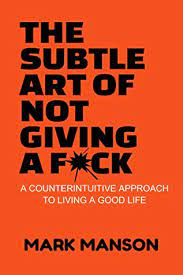 THE
SUBTLE
ART OF
NOT
GIVING
A F*CK
A COUNTERINTUITIVE APPROACH
TO LIVING A GOOD LIFE
MARK MANSON